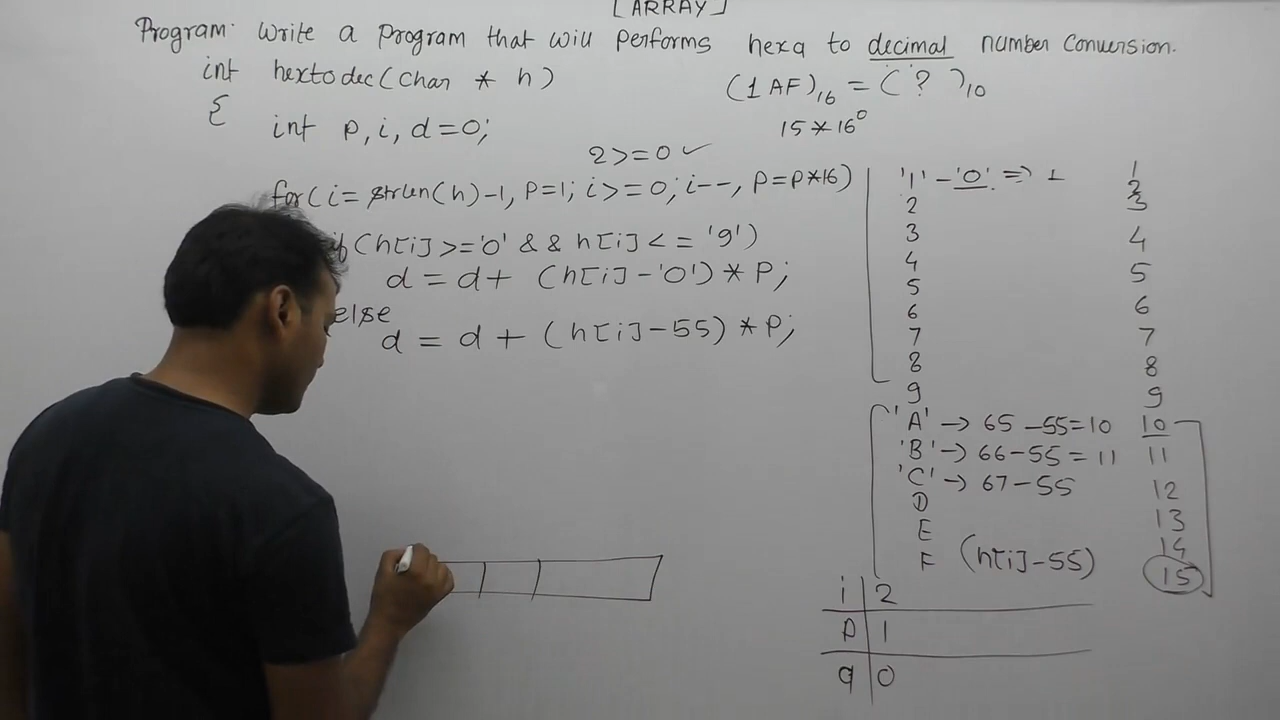 [ARRAY]
Program: Write a program that will performs hexa to decimal number conversion.
int hextodec(char * h)
{
int p, i, d=0;
(1AF)16 = (?)10
15*16⁰
2>=0 ✓
for(i=strlen(h)-1, p=1; i>=0; i--, p=p*16)
if (h[i]>='0' && h[i]<='9')
d = d + (h[i]-'0')*p;
else
d = d + (h[i]-55)*p;
'1' - '0' => 1 1
2 2
3 3
4 4
5 5
6 6
7 7
8 8
9 9
'A' -> 65 -55=10 10
'B' -> 66-55=11 11
'C' -> 67-55 12
D 13
E 14
F (h[i]-55) 15
i 2
p 1
d 0